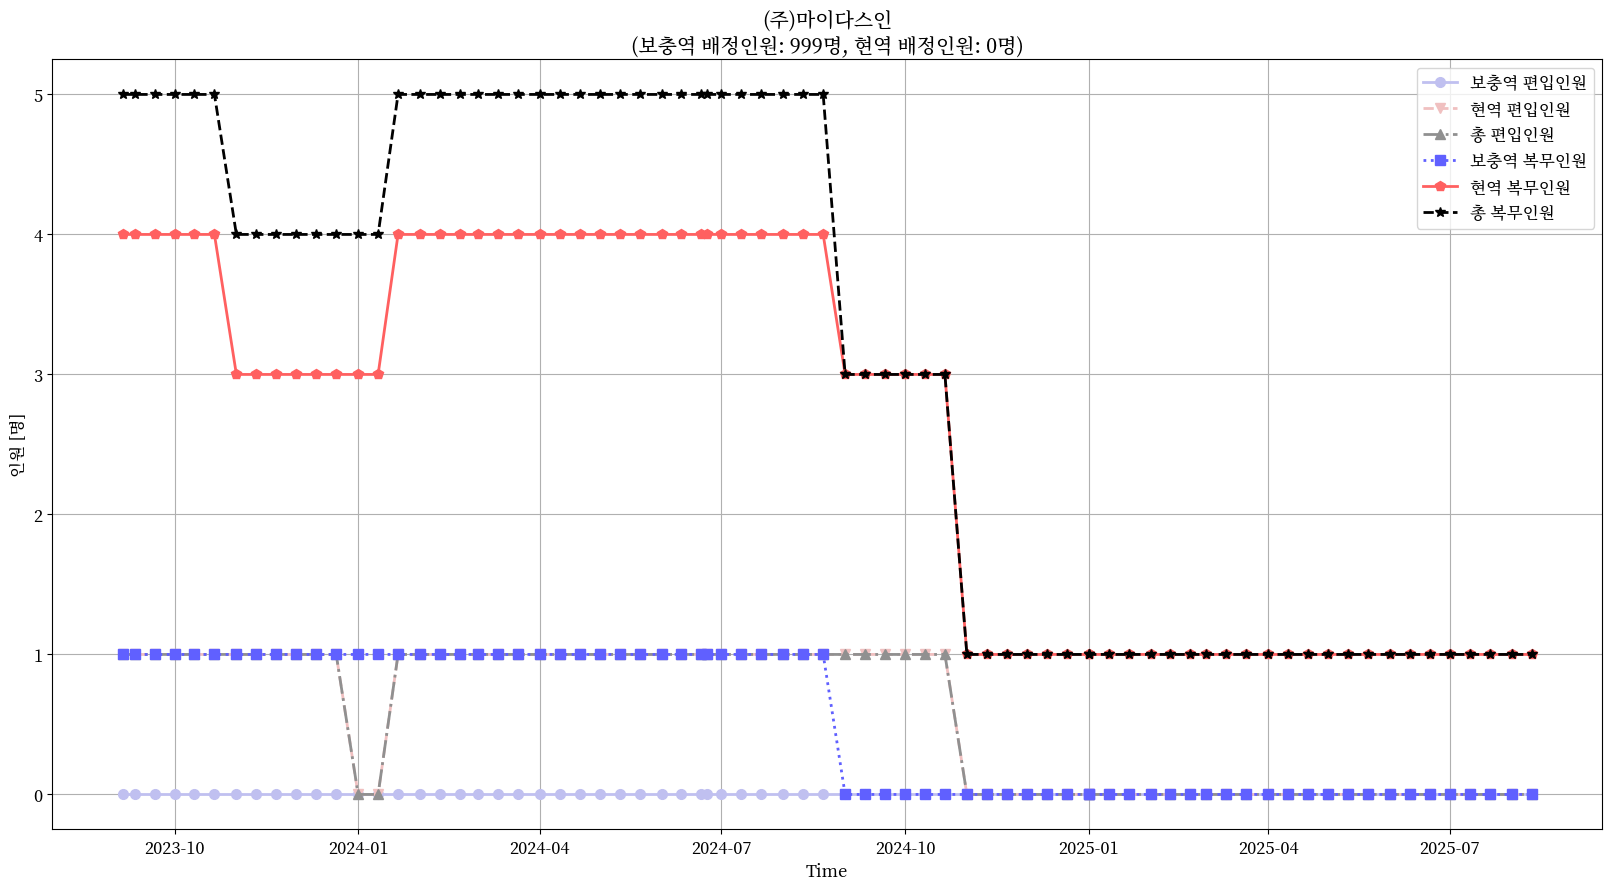 (주)마이다스인
(보충역 배정인원: 999명, 현역 배정인원: 0명)
보충역 편입인원
현역 편입인원
총 편입인원
보충역 복무인원
현역 복무인원
총 복무인원
인원 [명]
5
4
3
2
1
0
2023-10
2024-01
2024-04
2024-07
2024-10
2025-01
2025-04
2025-07
Time